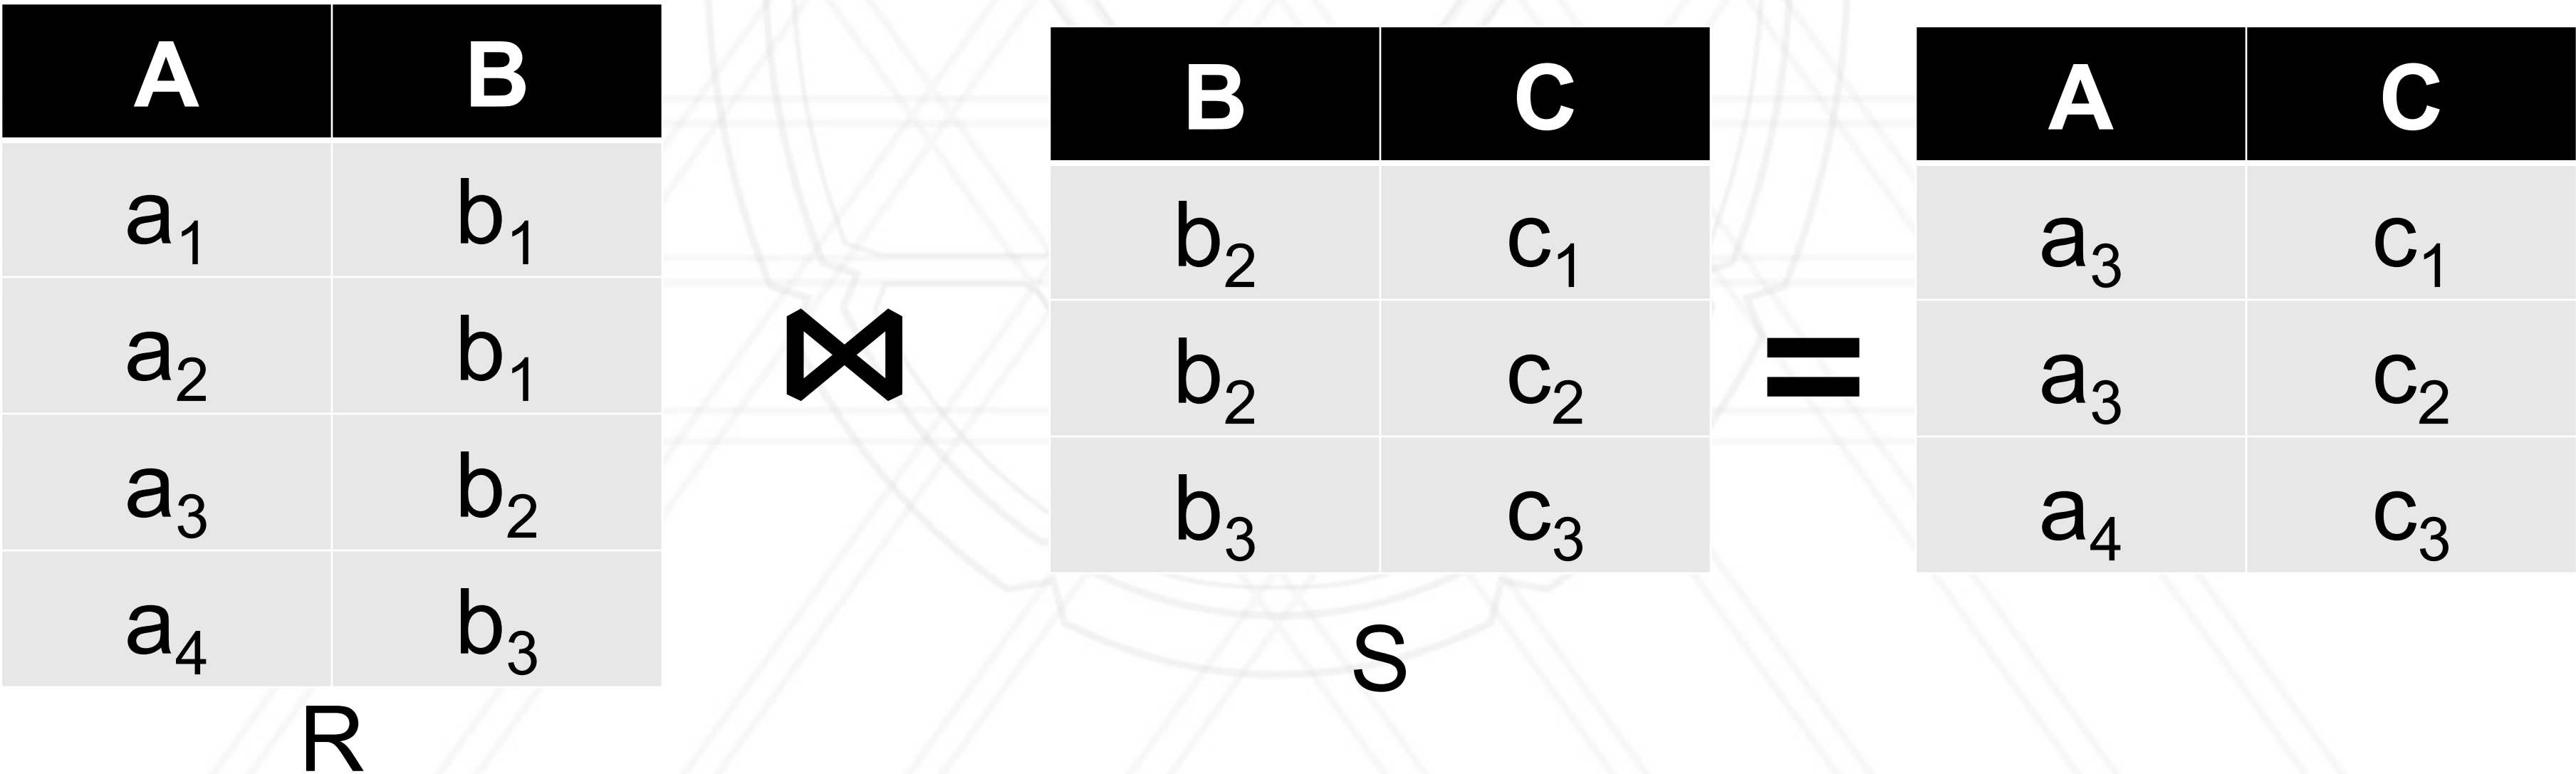 A B
a₁ b₁
a₂ b₁
a₃ b₂
a₄ b₃
R
⋈
B C
b₂ c₁
b₂ c₂
b₃ c₃
S
=
A C
a₃ c₁
a₃ c₂
a₄ c₃